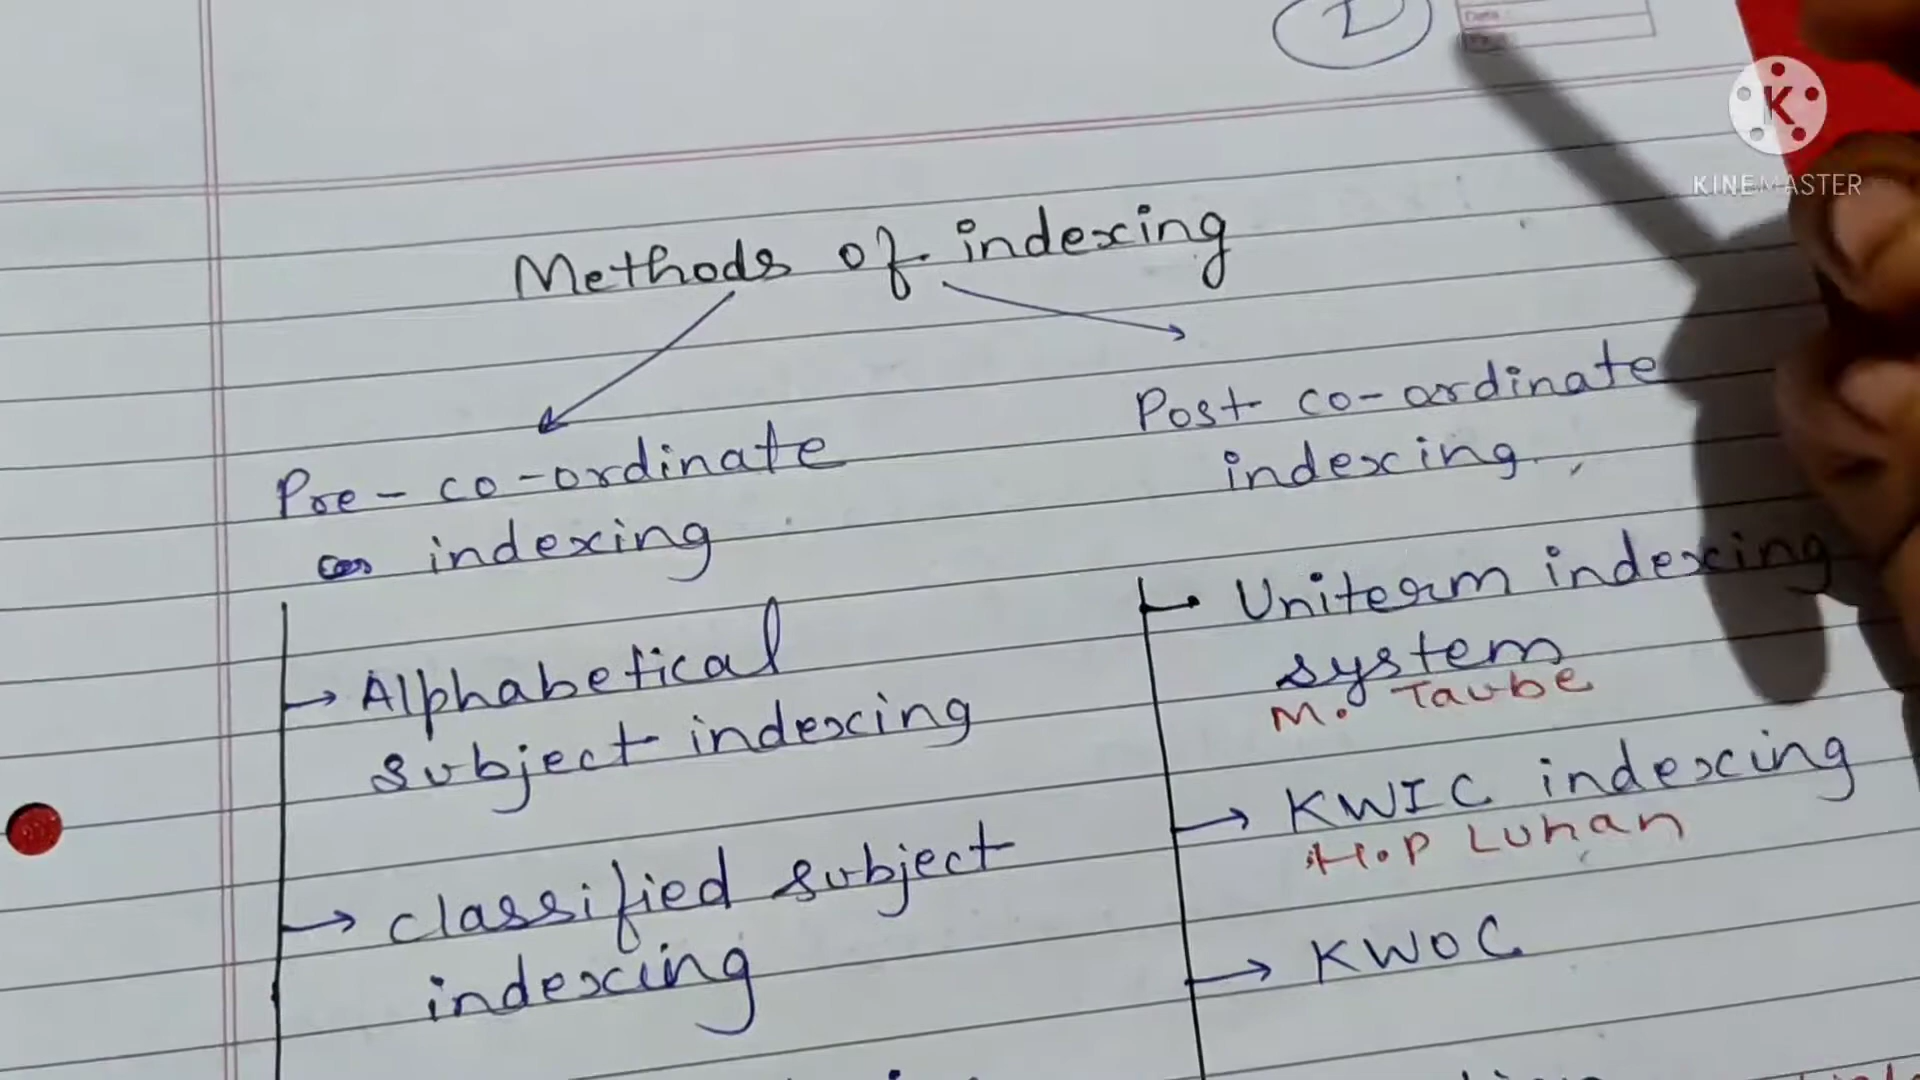 Date
KINEMASTER
Methods of indexing
Pre-co-ordinate
indexing
Alphabetical
subject indexing
classified subject
indexing
Post co-ordinate
indexing
Uniterm indexing
system
M. Taube
KWIC indexing
H.P Luhan
KWOC